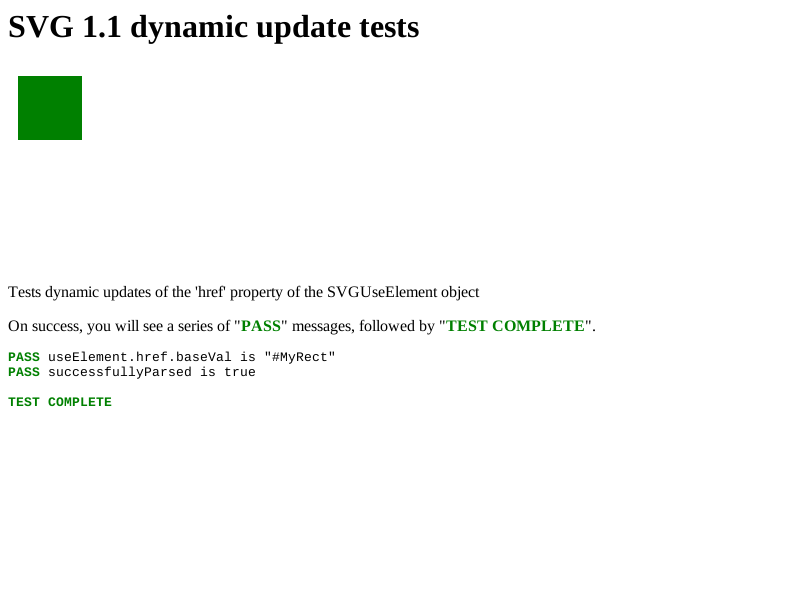 SVG 1.1 dynamic update tests
Tests dynamic updates of the 'href' property of the SVGUseElement object
On success, you will see a series of "PASS" messages, followed by "TEST COMPLETE".
PASS useElement.href.baseVal is "#MyRect"
PASS successfullyParsed is true
TEST COMPLETE